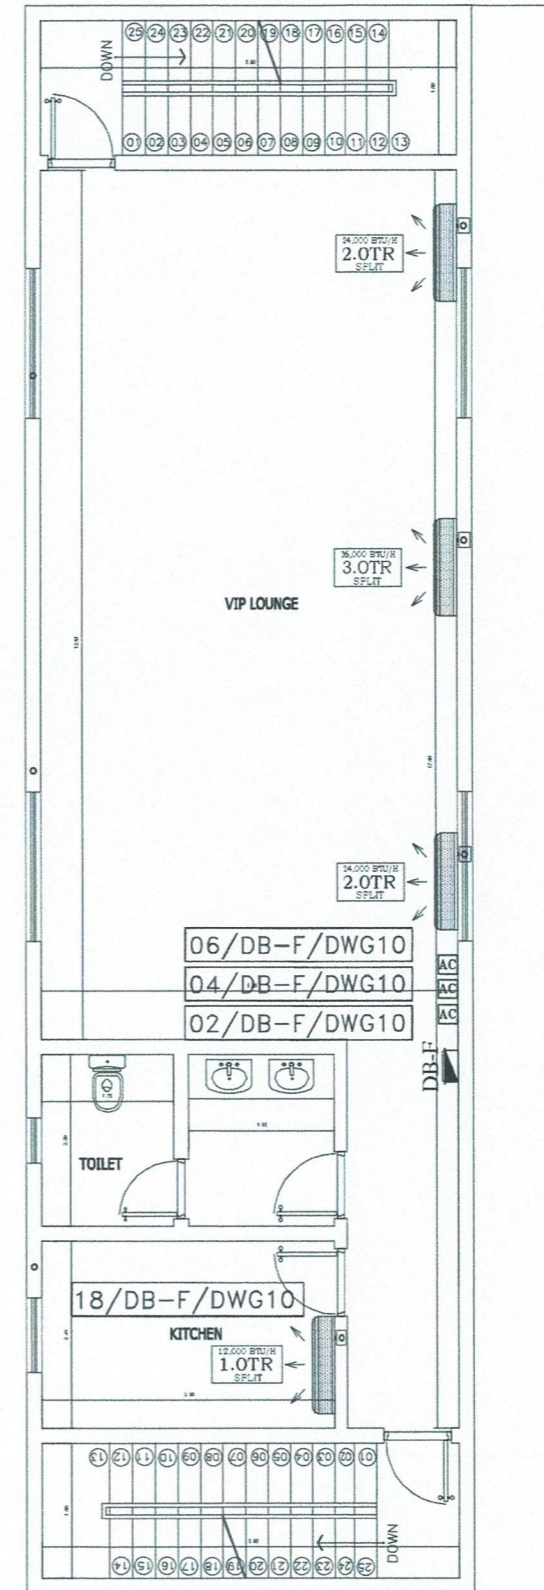 25 24 23 22 21 20 19 18 17 16 15 14
DOWN
01 02 03 04 05 06 07 08 09 10 11 12 13
24,000 BTU/H
2.0TR
SPLIT
36,000 BTU/H
3.0TR
SPLIT
VIP LOUNGE
24,000 BTU/H
2.0TR
SPLIT
06/DB-F/DWG10
AC
04/DB-F/DWG10
AC
02/DB-F/DWG10
AC
DB-F
TOILET
18/DB-F/DWG10
KITCHEN
12,000 BTU/H
1.0TR
SPLIT
13 12 11 10 09 08 07 06 05 04 03 02 01
DOWN
14 15 16 17 18 19 20 21 22 23 24 25